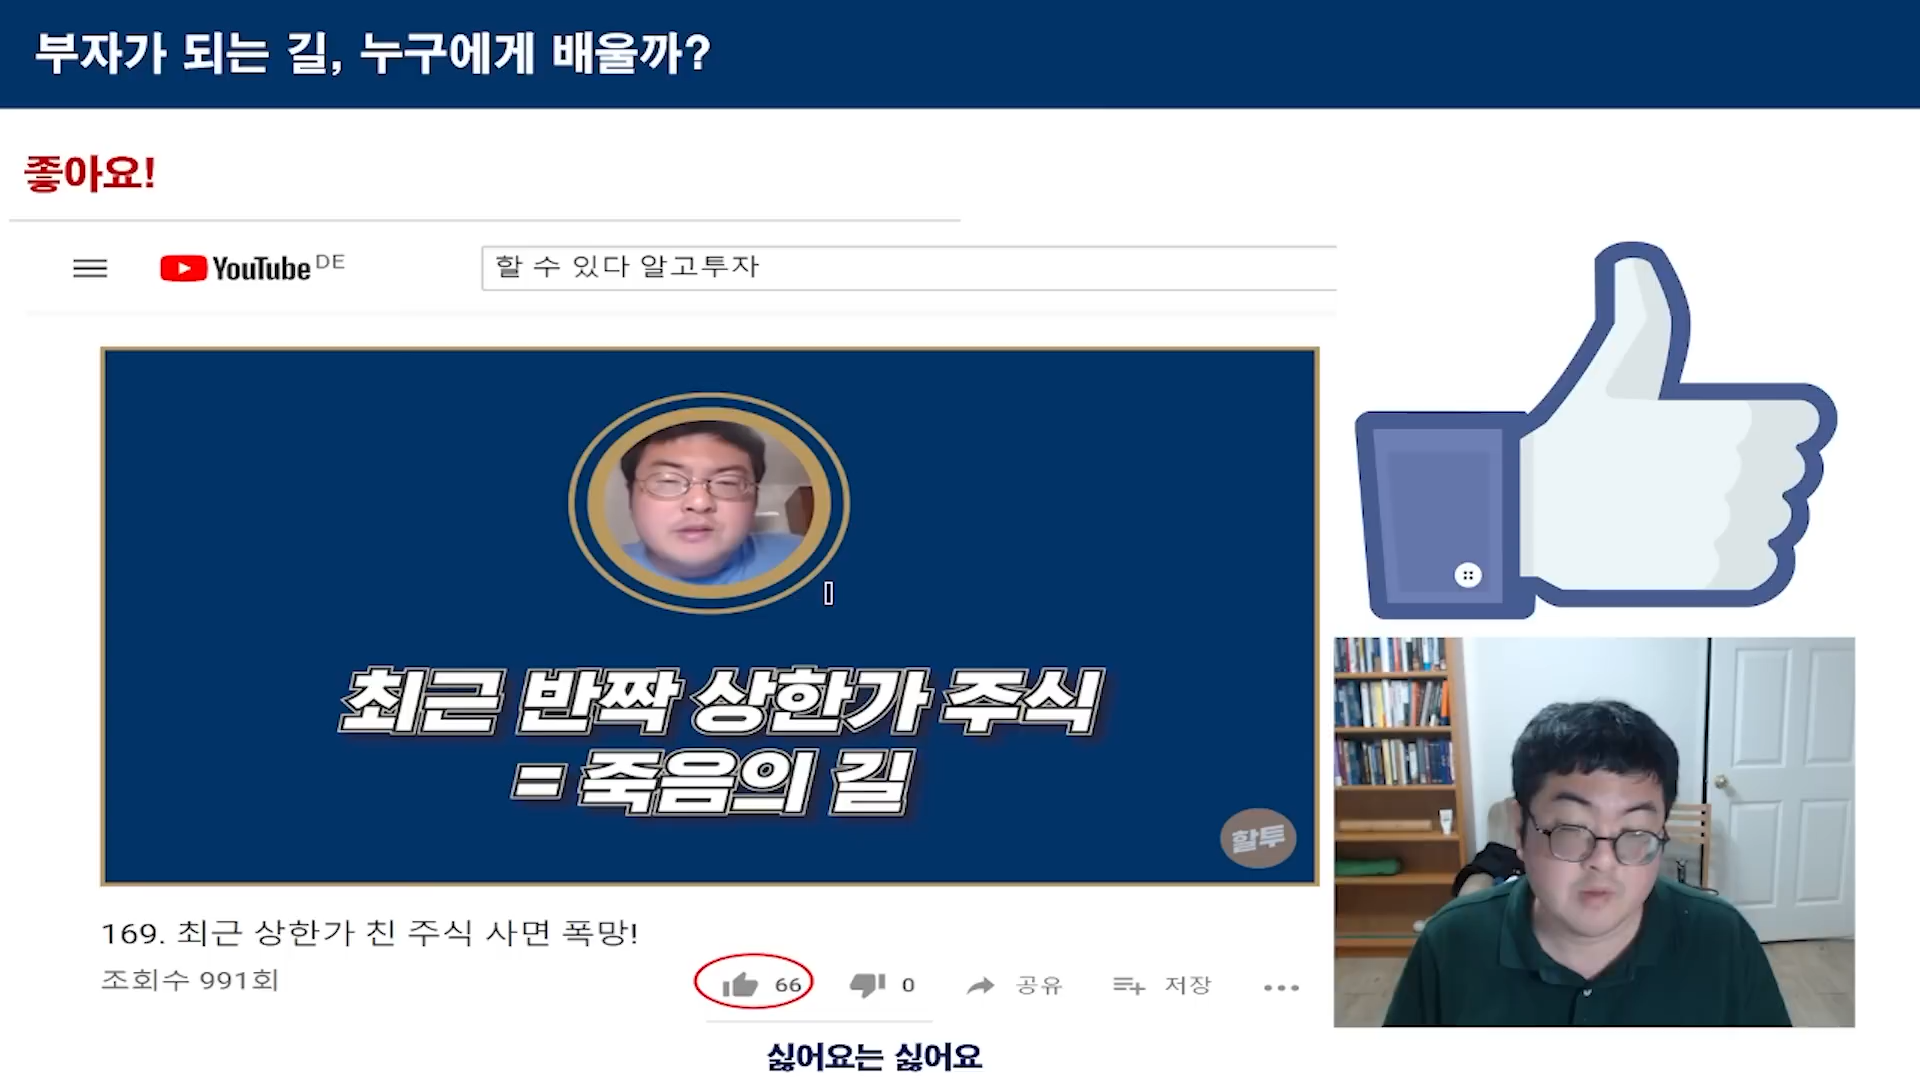 부자가 되는 길, 누구에게 배울까?
좋아요!
YouTube DE
할 수 있다 알고투자
최근 반짝 상한가 주식
= 죽음의 길
할투
169. 최근 상한가 친 주식 사면 폭망!
조회수 991회
66 0 공유 저장
싫어요는 싫어요